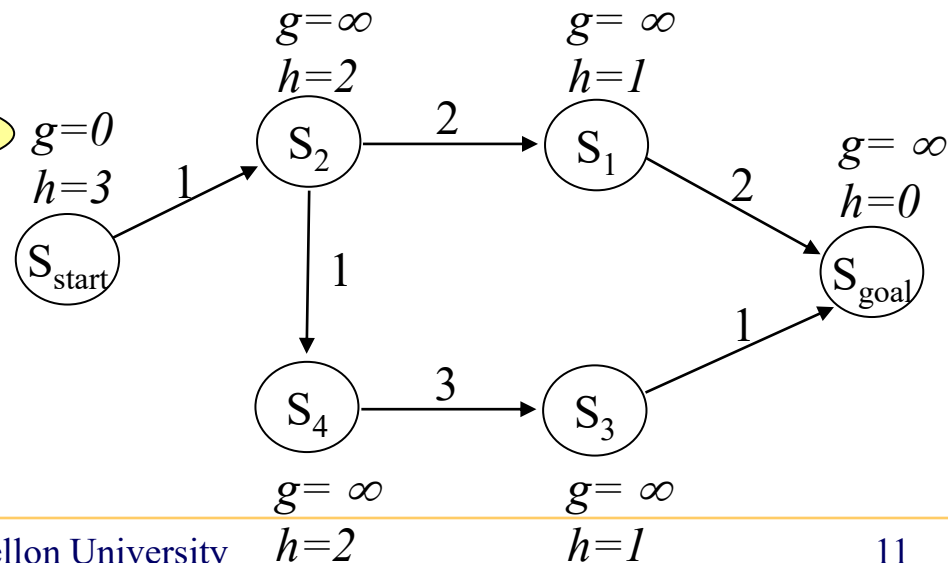 g=∞
g= ∞
h=2
h=1
g=0
h=3
S2
2
S1
g= ∞
h=0
1
2
Sstart
1
Sgoal
1
S4
3
S3
g= ∞
g= ∞
h=2
h=1
ellon University
11